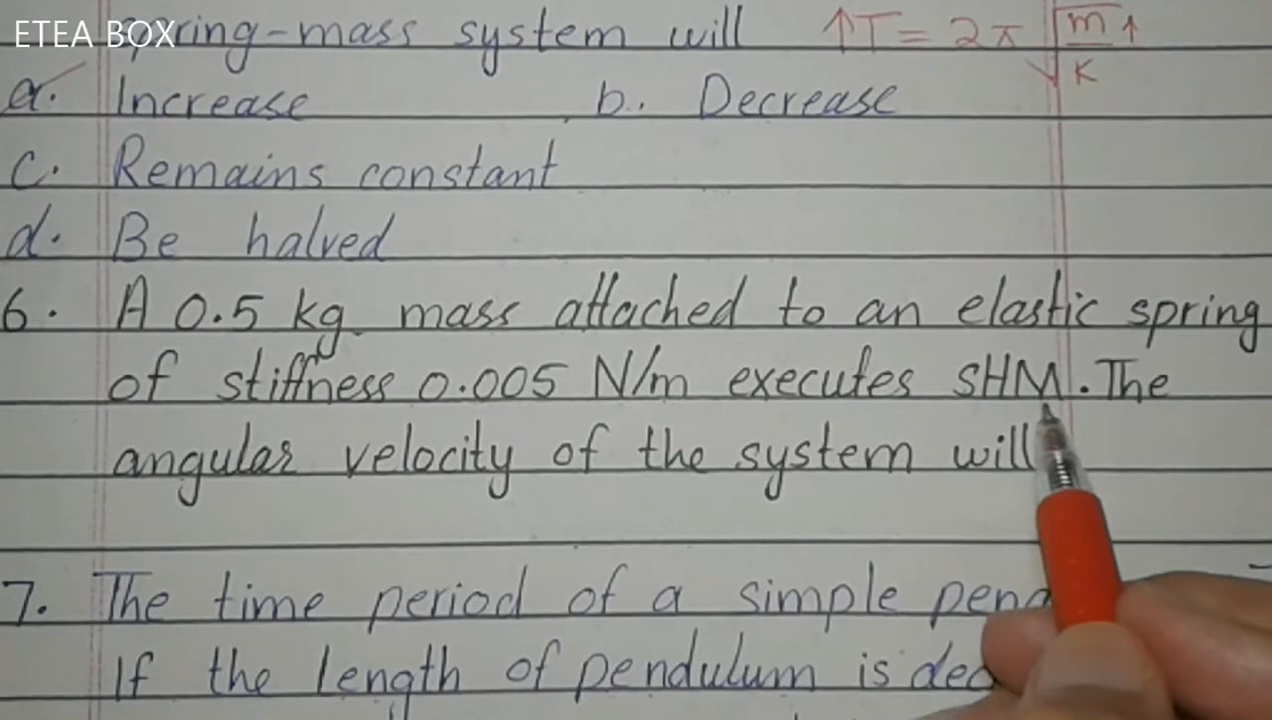 ETEA BOX
spring-mass system will ↑T = 2π √m/K ↑
a. Increase b. Decrease
c. Remains constant
d. Be halved
6. A 0.5 kg mass attached to an elastic spring
of stiffness 0.005 N/m executes SHM. The
angular velocity of the system will
7. The time period of a simple
If the length of pendulum is